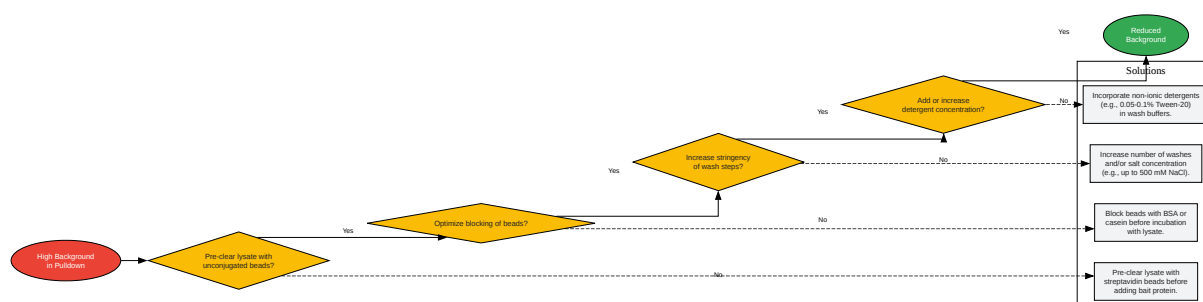 Yes
Reduced
Background
Solutions
Add or increase
detergent concentration?
No
Incorporate non-ionic detergents
(e.g., 0.05-0.1% Tween-20)
in wash buffers.
Yes
Increase stringency
of wash steps?
No
Increase number of washes
and/or salt concentration
(e.g., up to 500 mM NaCl).
Yes
Optimize blocking of beads?
No
Block beads with BSA or
casein before incubation
with lysate.
Yes
High Background
in Pulldown
Pre-clear lysate with
unconjugated beads?
No
Pre-clear lysate with
streptavidin beads before
adding bait protein.